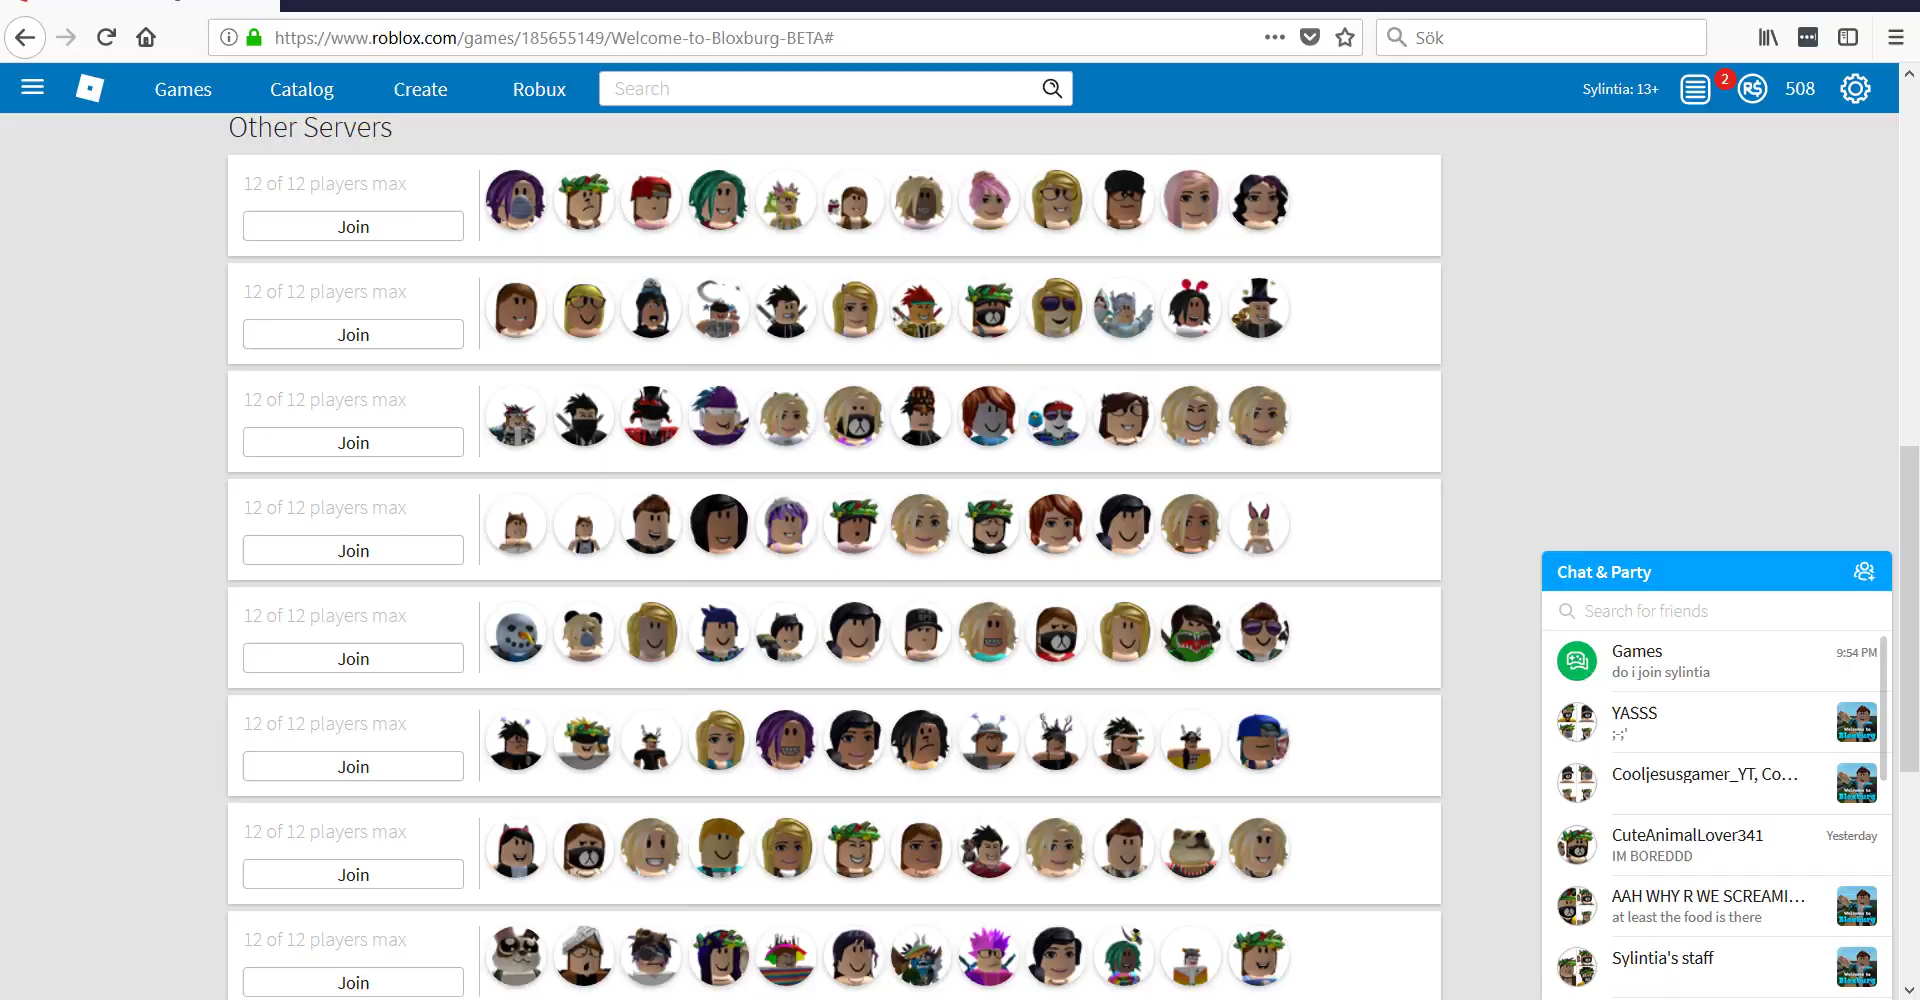 https://www.roblox.com/games/185655149/Welcome-to-Bloxburg-BETA#
Sök
Games
Catalog
Create
Robux
Search
Sylintia: 13+
2
R$
508
Other Servers
12 of 12 players max
Join
12 of 12 players max
Join
12 of 12 players max
Join
12 of 12 players max
Join
12 of 12 players max
Join
12 of 12 players max
Join
12 of 12 players max
Join
12 of 12 players max
Join
Chat & Party
Search for friends
Games
9:54 PM
do i join sylintia
YASSS
;-;'
Cooljesusgamer_YT, Co...
CuteAnimalLover341
Yesterday
IM BOREDDD
AAH WHY R WE SCREAMI...
at least the food is there
Sylintia's staff